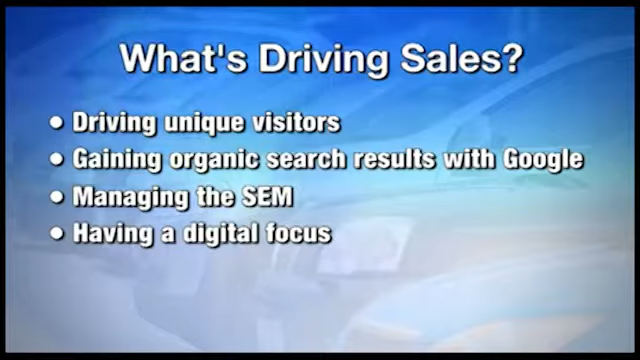 What's Driving Sales?
• Driving unique visitors
• Gaining organic search results with Google
• Managing the SEM
• Having a digital focus